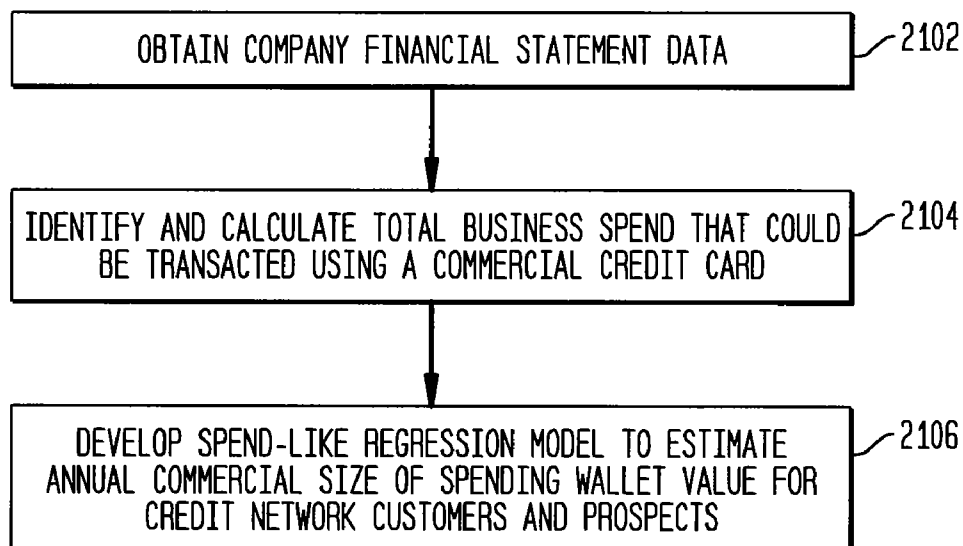 OBTAIN COMPANY FINANCIAL STATEMENT DATA
2102
IDENTIFY AND CALCULATE TOTAL BUSINESS SPEND THAT COULD
BE TRANSACTED USING A COMMERCIAL CREDIT CARD
2104
DEVELOP SPEND-LIKE REGRESSION MODEL TO ESTIMATE
ANNUAL COMMERCIAL SIZE OF SPENDING WALLET VALUE FOR
CREDIT NETWORK CUSTOMERS AND PROSPECTS
2106